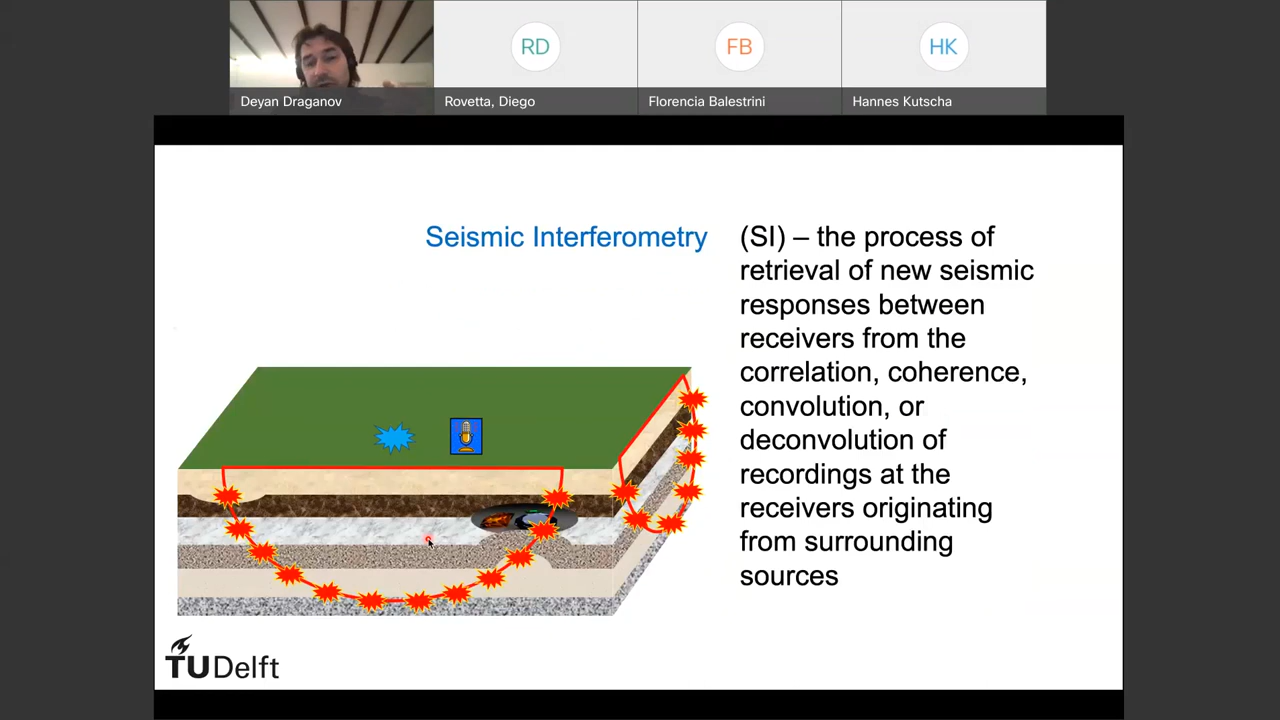 RD
FB
HK
Deyan Draganov
Rovetta, Diego
Florencia Balestrini
Hannes Kutscha
Seismic Interferometry
(SI) – the process of
retrieval of new seismic
responses between
receivers from the
correlation, coherence,
convolution, or
deconvolution of
recordings at the
receivers originating
from surrounding
sources
TUDelft